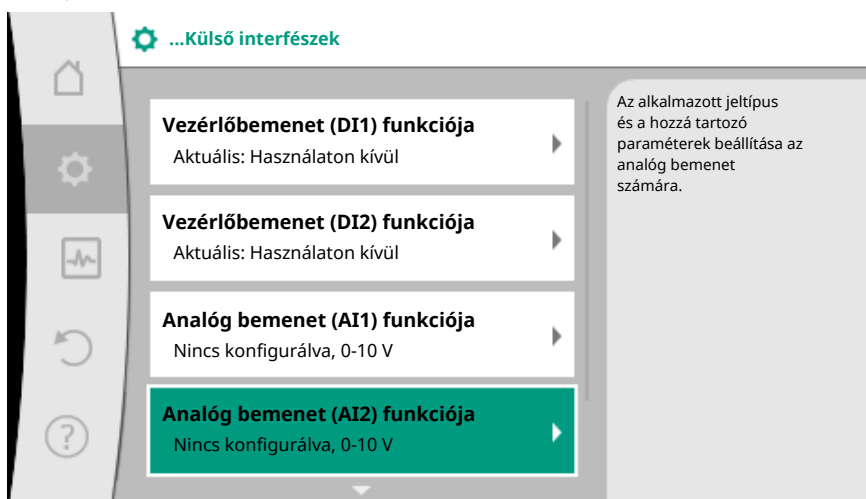 ...Külső interfészek
Vezérlőbemenet (DI1) funkciója
Aktuális: Használaton kívül
Vezérlőbemenet (DI2) funkciója
Aktuális: Használaton kívül
Analóg bemenet (AI1) funkciója
Nincs konfigurálva, 0-10 V
Analóg bemenet (AI2) funkciója
Nincs konfigurálva, 0-10 V
Az alkalmazott jeltípus
és a hozzá tartozó
paraméterek beállítása az
analóg bemenet
számára.